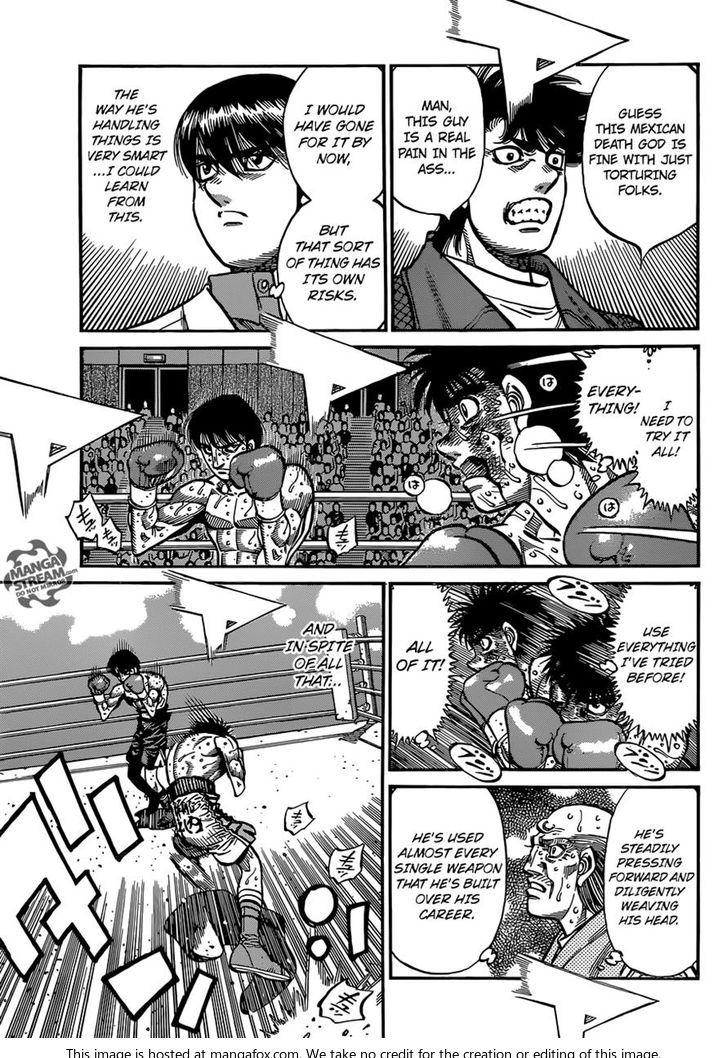 GUESS
THIS MEXICAN
DEATH GOD IS
FINE WITH JUST
TORTURING
FOLKS.
MAN,
THIS GUY
IS A REAL
PAIN IN THE
ASS...
I WOULD
HAVE GONE
FOR IT BY
NOW,
BUT
THAT SORT
OF THING HAS
ITS OWN
RISKS.
THE
WAY HE'S
HANDLING
THINGS IS
VERY SMART
...I COULD
LEARN
FROM
THIS.
I
NEED TO
TRY IT
ALL!
EVERY-
THING!
は
は
は
USE
EVERYTHING
I'VE TRIED
BEFORE!
ALL
OF IT!
HE'S
STEADILY
PRESSING
FORWARD AND
DILIGENTLY
WEAVING
HIS HEAD.
HE'S USED
ALMOST EVERY
SINGLE WEAPON
THAT HE'S BUILT
OVER HIS
CAREER.
AND
IN SPITE
OF ALL
THAT...
MANGA
STREAM.com
DO NOT MIRROR
This image is hosted at mangafox.com. We take no credit for the creation or editing of this image.